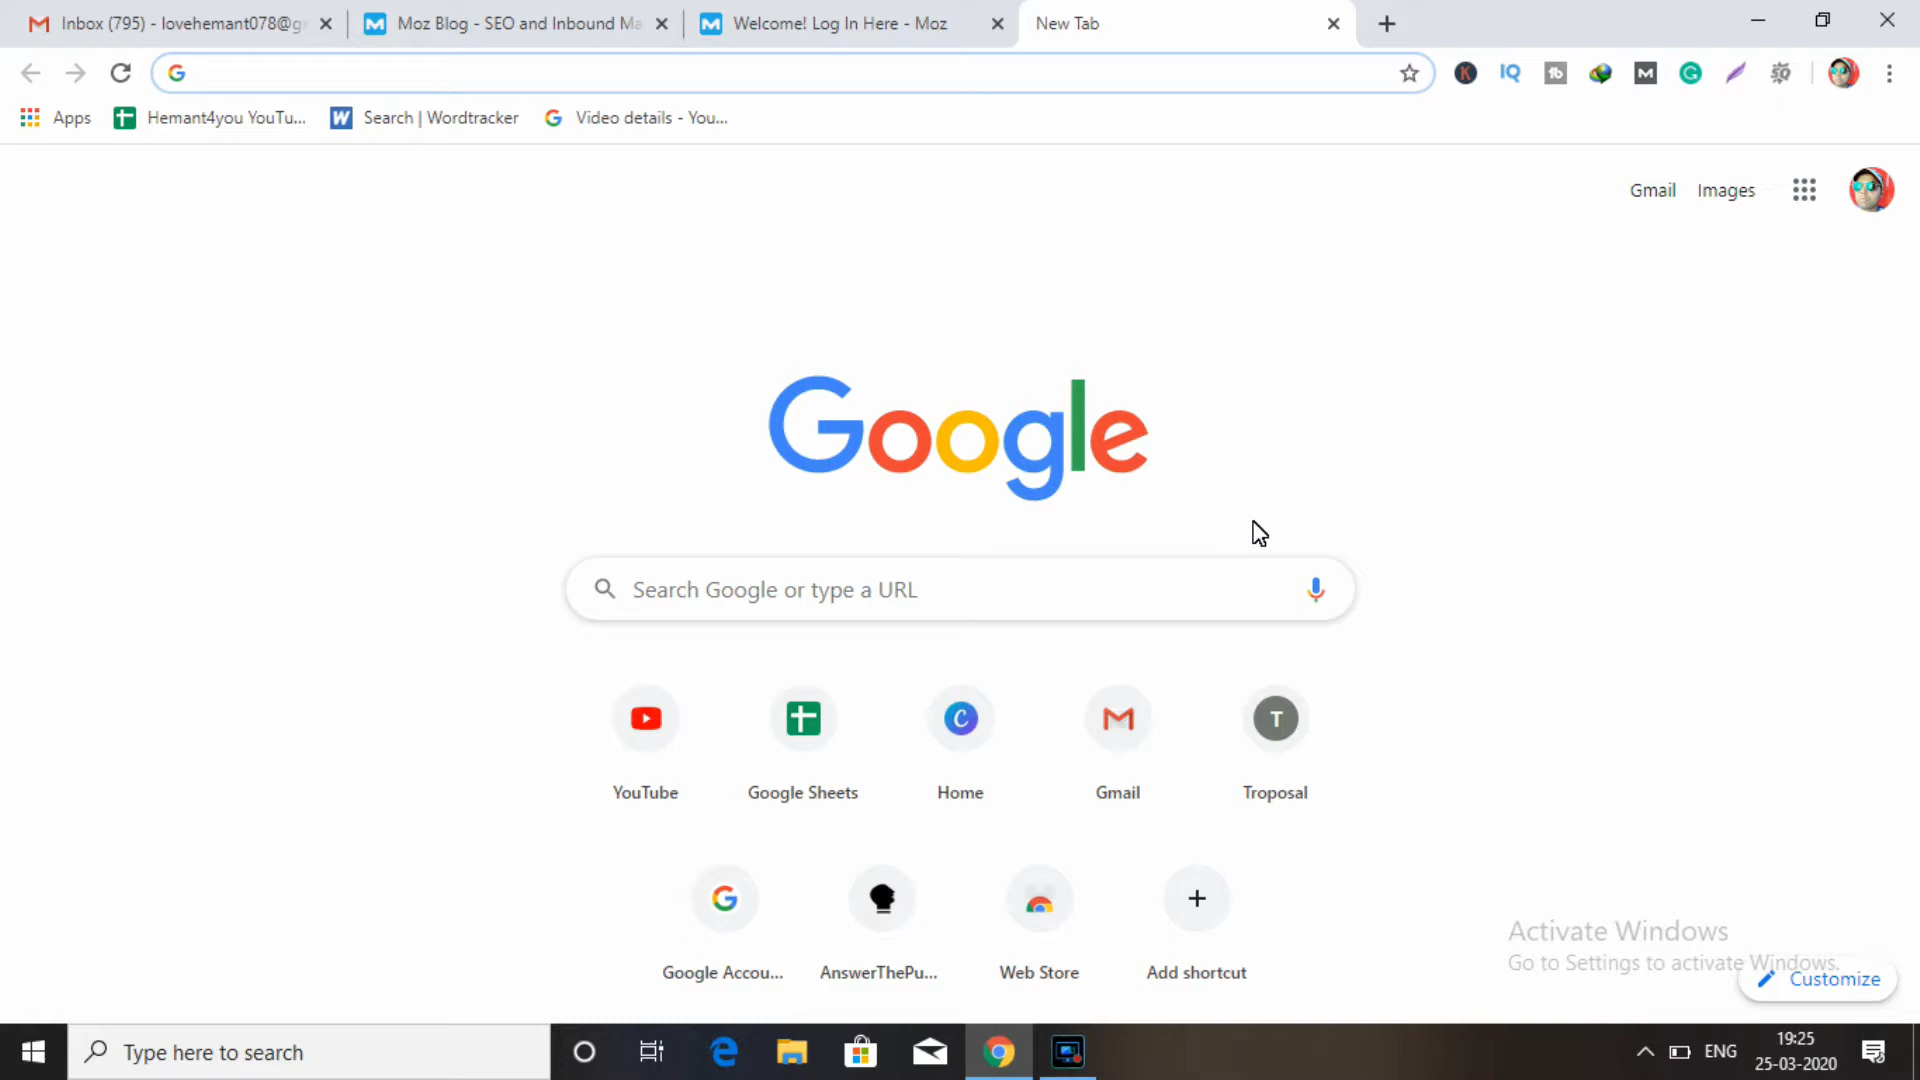 Inbox (795) - lovehemant078@g
Moz Blog - SEO and Inbound Ma
Welcome! Log In Here - Moz
New Tab
Apps
Hemant4you YouTu...
Search | Wordtracker
Video details - You...
Gmail
Images
Google
Search Google or type a URL
YouTube
Google Sheets
Home
Gmail
T
Troposal
Google Accou...
AnswerThePu...
Web Store
Add shortcut
Activate Windows
Go to Settings to activate Windows.
Customize
Type here to search
ENG
19:25
25-03-2020